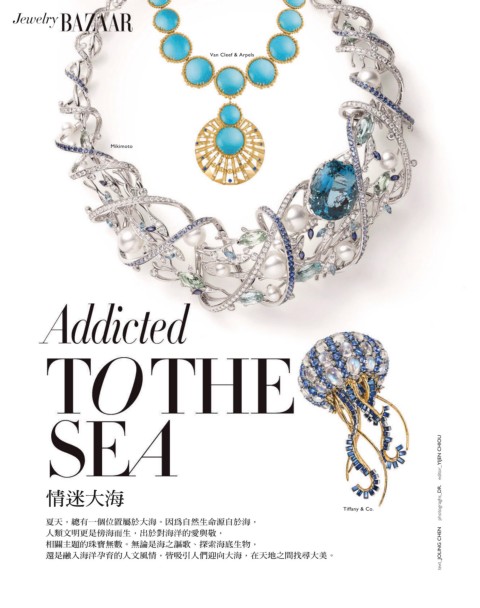 Jewelry BAZAAR
Van Cleef & Arpels
Mikimoto
Addicted
TO THE
SEA
情迷大海
夏天，總有一個位置屬於大海，因為自然生命源自於海，
人類文明更是傍海而生，出於對海洋的愛與敬，
相關主題的珠寶無數。無論是海之謳歌、探索海底生物，
還是融入海洋孕育的人文風情，皆吸引人們迎向大海，在天地之間找尋大美。
Tiffany & Co.
text_JOLING CHEN photographs_DR. editor_YIJEN CHIOU